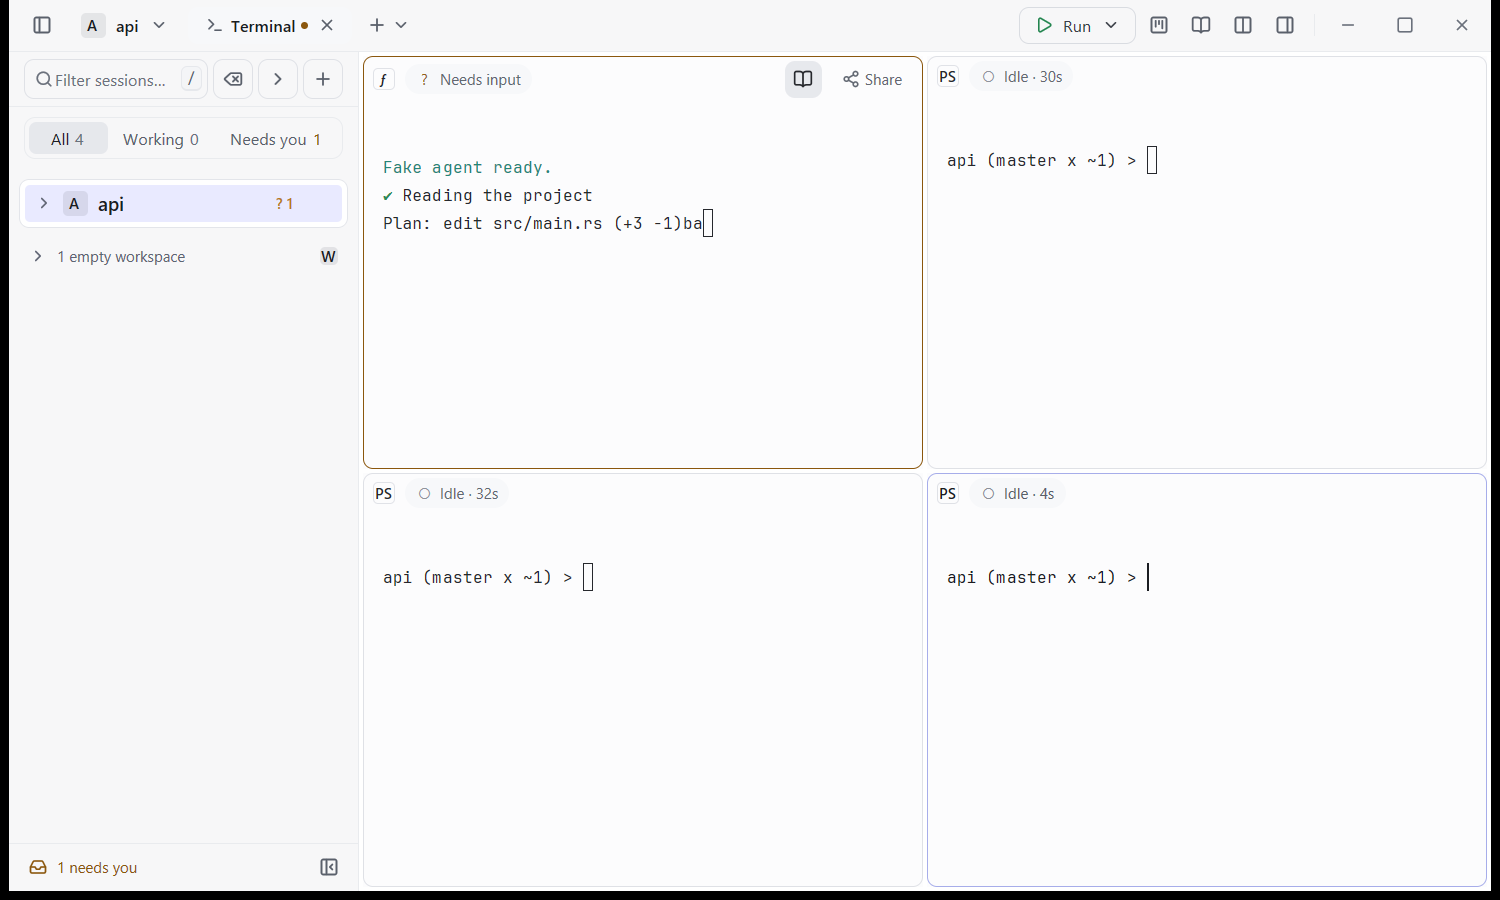 A api
Terminal
Run
Filter sessions... /
All 4
Working 0
Needs you 1
A api ? 1
1 empty workspace W
1 needs you
f ? Needs input
Share
Fake agent ready.
✔ Reading the project
Plan: edit src/main.rs (+3 -1)ba
PS Idle · 30s
api (master x ~1) >
PS Idle · 32s
api (master x ~1) >
PS Idle · 4s
api (master x ~1) >